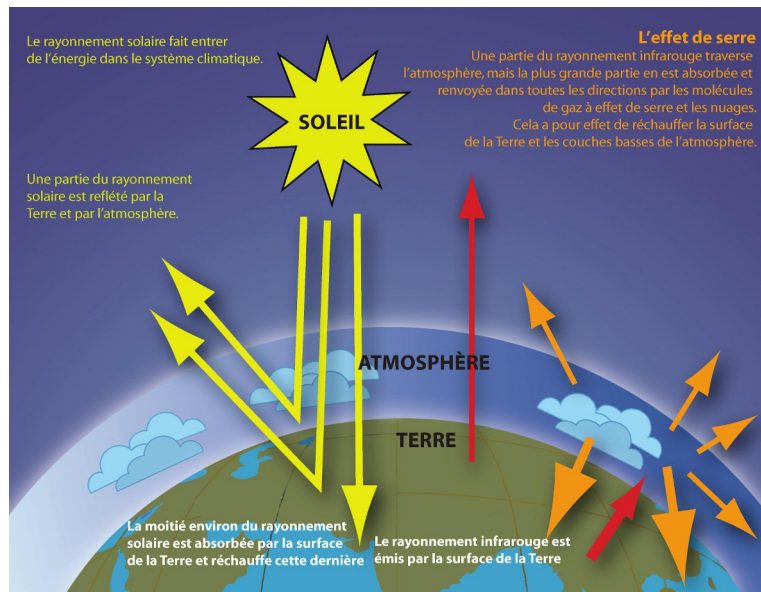 Le rayonnement solaire fait entrer
de l'énergie dans le système climatique.
L'effet de serre
Une partie du rayonnement infrarouge traverse
l'atmosphère, mais la plus grande partie en est absorbée et
renvoyée dans toutes les directions par les molécules
de gaz à effet de serre et les nuages.
Cela a pour effet de réchauffer la surface
de la Terre et les couches basses de l'atmosphère.
SOLEIL
Une partie du rayonnement
solaire est reflété par la
Terre et par l'atmosphère.
ATMOSPHÈRE
TERRE
La moitié environ du rayonnement
solaire est absorbée par la surface
de la Terre et réchauffe cette dernière
Le rayonnement infrarouge est
émis par la surface de la Terre